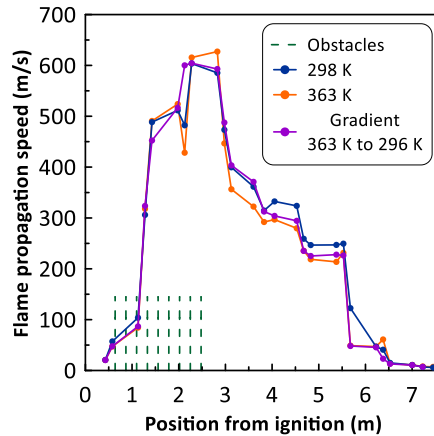 700
600
500
400
300
200
100
0
Flame propagation speed (m/s)
Obstacles
298 K
363 K
Gradient
363 K to 296 K
0 1 2 3 4 5 6 7
Position from ignition (m)